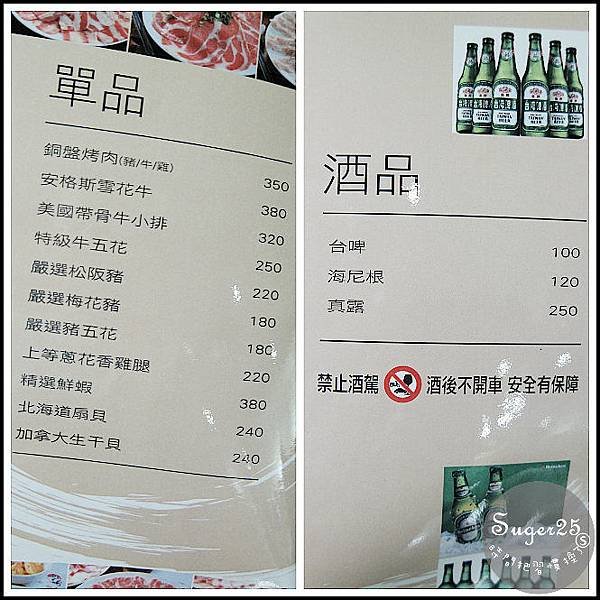 單品
銅盤烤肉(豬/牛/雞) 350
安格斯雪花牛 380
美國帶骨牛小排 320
特級牛五花 250
嚴選松阪豬 220
嚴選梅花豬 180
嚴選豬五花 180
上等蔥花香雞腿 220
精選鮮蝦 380
北海道扇貝 240
加拿大生干貝 240
台灣啤酒
酒品
台啤 100
海尼根 120
真露 250
禁止酒駕 酒後不開車 安全有保障
Heineken
Suger25